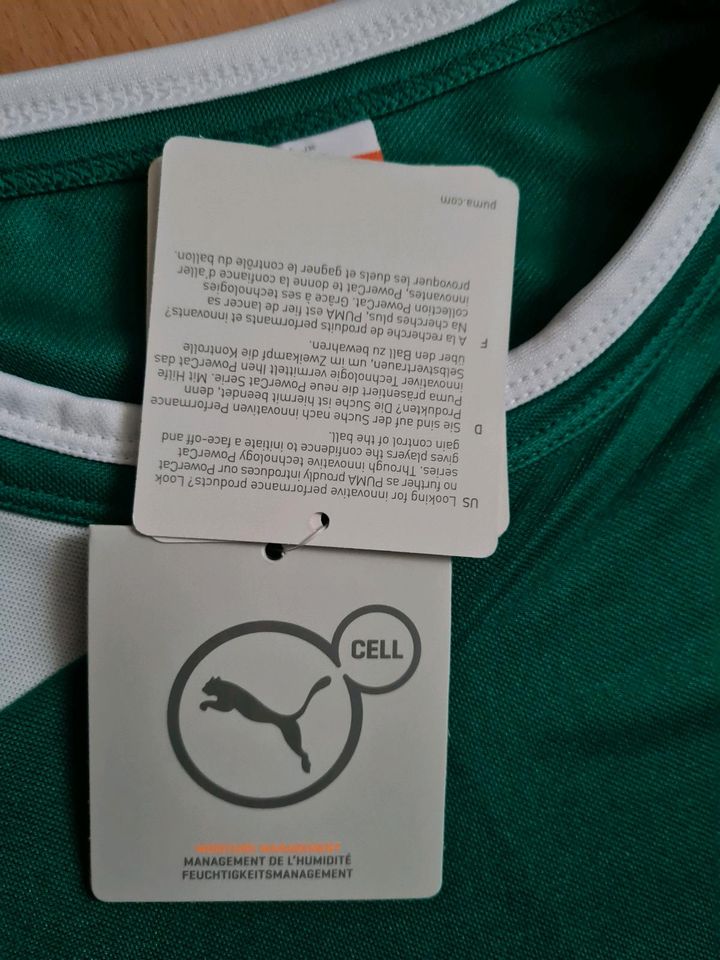 US Looking for innovative performance products? Look
no further as PUMA proudly introduces our PowerCat
series. Through innovative technology PowerCat
gives players the confidence to initiate a face-off and
gain control of the ball.
D Sie sind auf der Suche nach innovativen Performance
Produkten? Die Suche ist hiermit beendet, denn
Puma präsentiert die neue PowerCat Serie. Mit Hilfe
innovativer Technologie vermittelt Ihnen PowerCat das
Selbstvertrauen, um im Zweikampf die Kontrolle
über den Ball zu bewahren.
F A la recherche de produits performants et innovants?
Na cherches plus, PUMA est fier de lancer sa
collection PowerCat. Grâce à ses technologies
innovantes, PowerCat te donne la confiance d'aller
provoquer les duels et gagner le contrôle du ballon.
puma.com
CELL
MOISTURE MANAGEMENT
MANAGEMENT DE L'HUMIDITÉ
FEUCHTIGKEITSMANAGEMENT